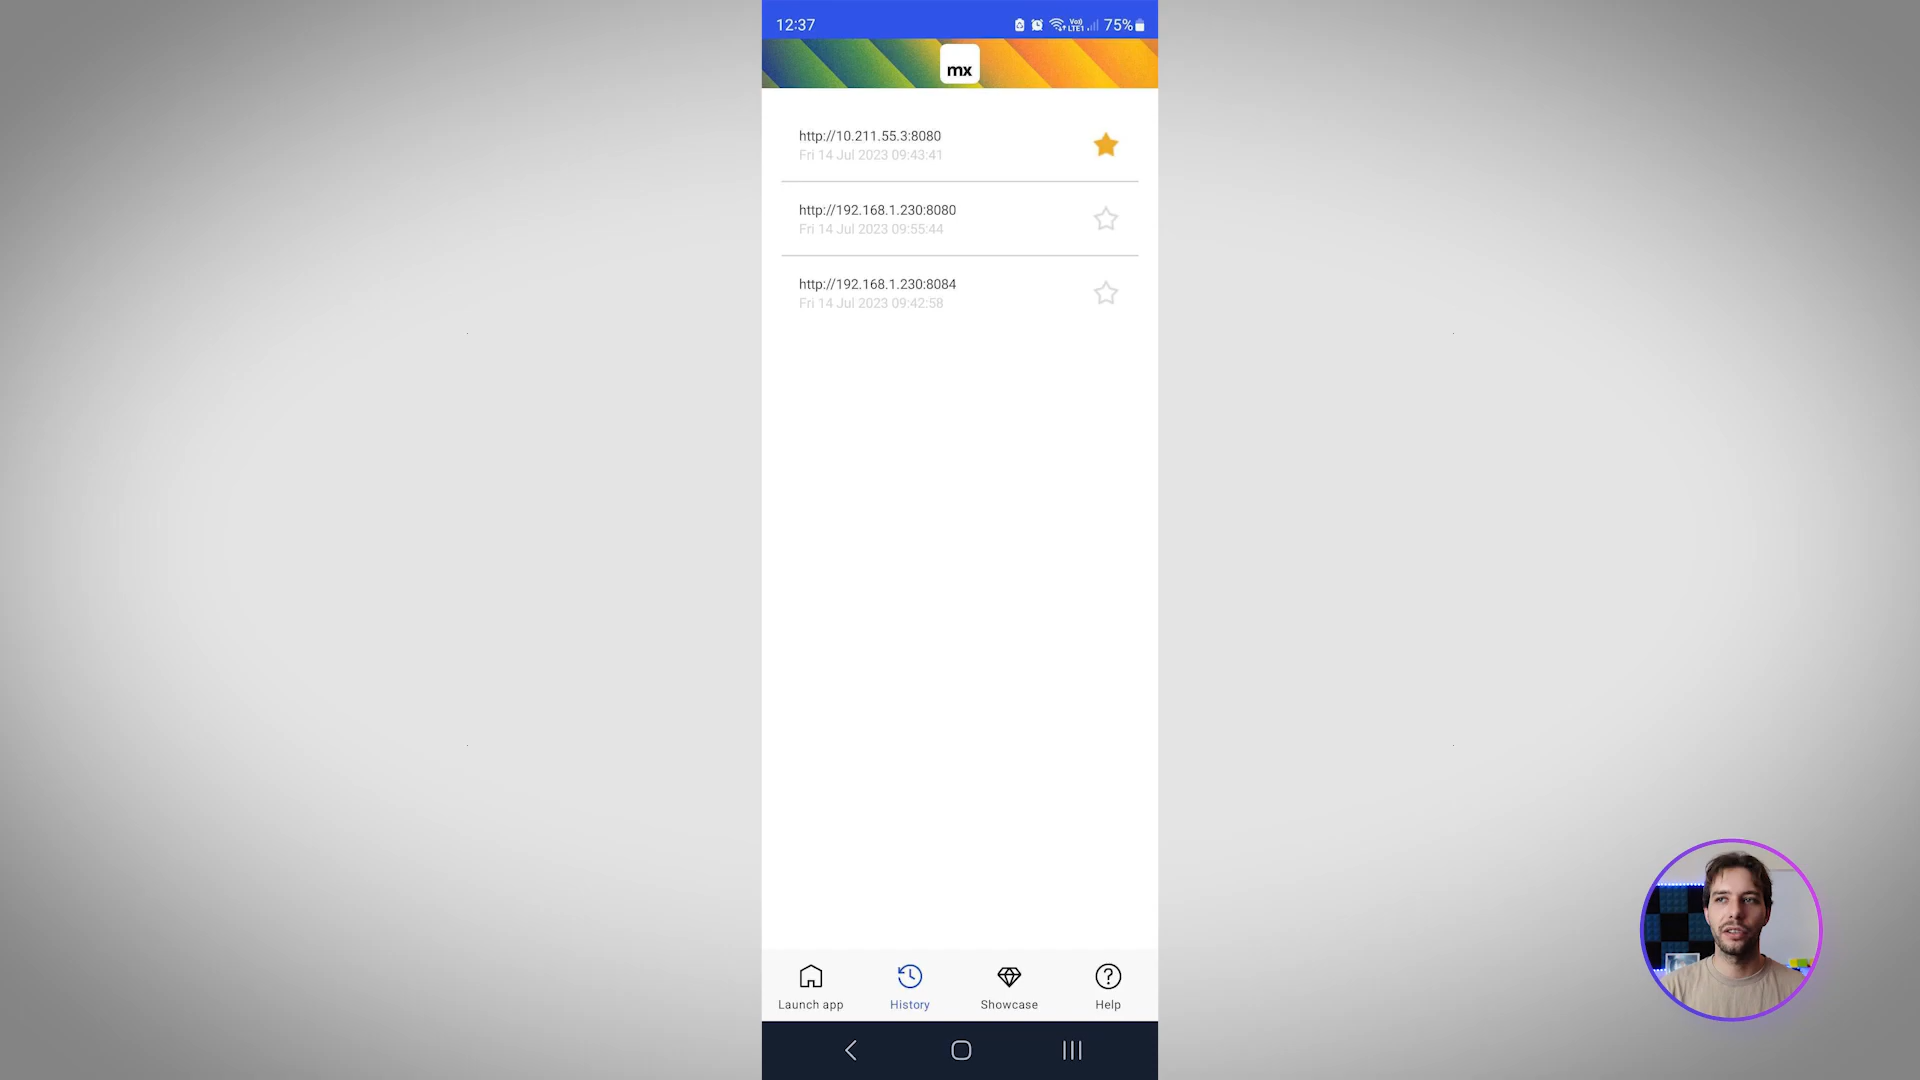 12:37
Vo)) LTE1 75%
mx
http://10.211.55.3:8080
Fri 14 Jul 2023 09:43:41
http://192.168.1.230:8080
Fri 14 Jul 2023 09:55:44
http://192.168.1.230:8084
Fri 14 Jul 2023 09:42:58
Launch app
History
Showcase
Help